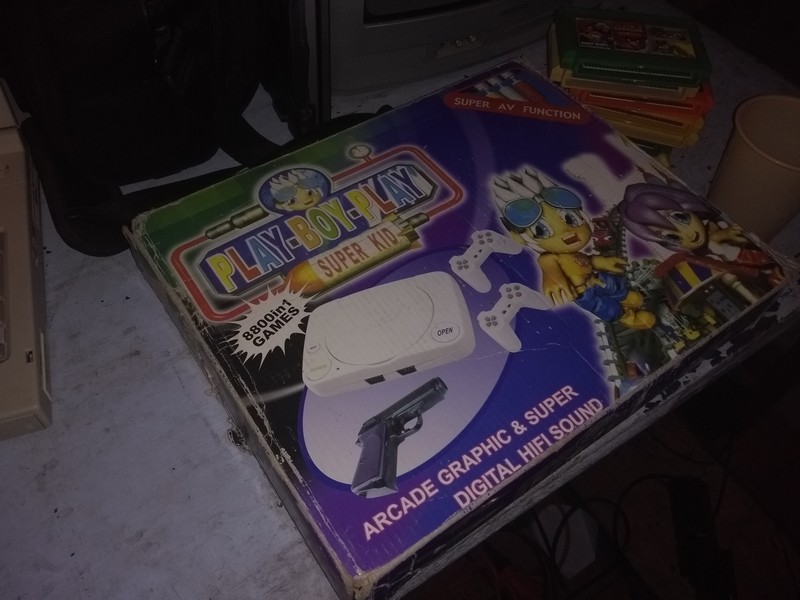 SUPER AV FUNCTION
PLAY-BOY-PLAY
SUPER KID
8800in1
GAMES
OPEN
ARCADE GRAPHIC & SUPER
DIGITAL HIFI SOUND